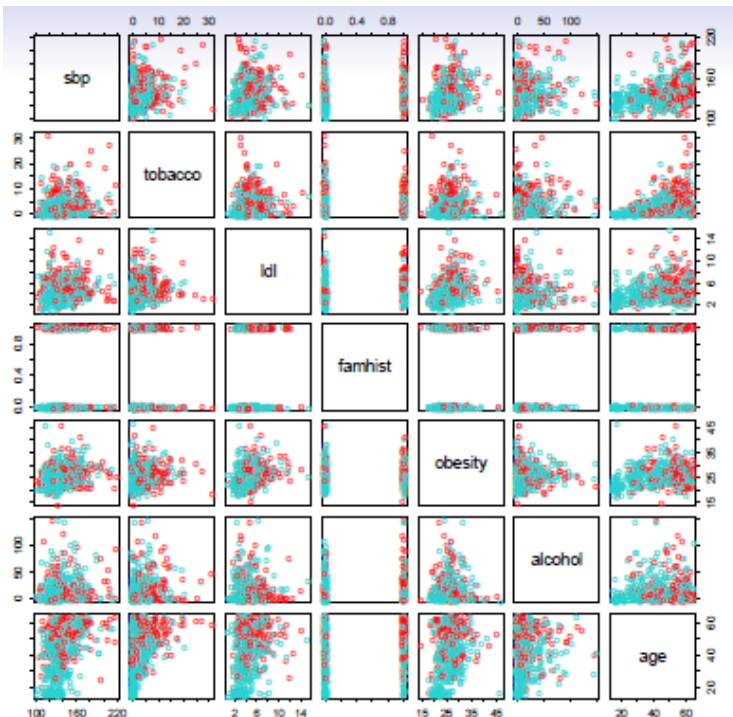 0 10 20 30
0.0 0.4 0.8
0 50 100
sbp
100 160 220
0 10 20 30
tobacco
ldl
2 6 10 14
0.0 0.4 0.8
famhist
obesity
15 25 35 45
0 50 100
alcohol
age
20 40 60
100 160 220
2 6 10 14
15 25 35 45
20 40 60